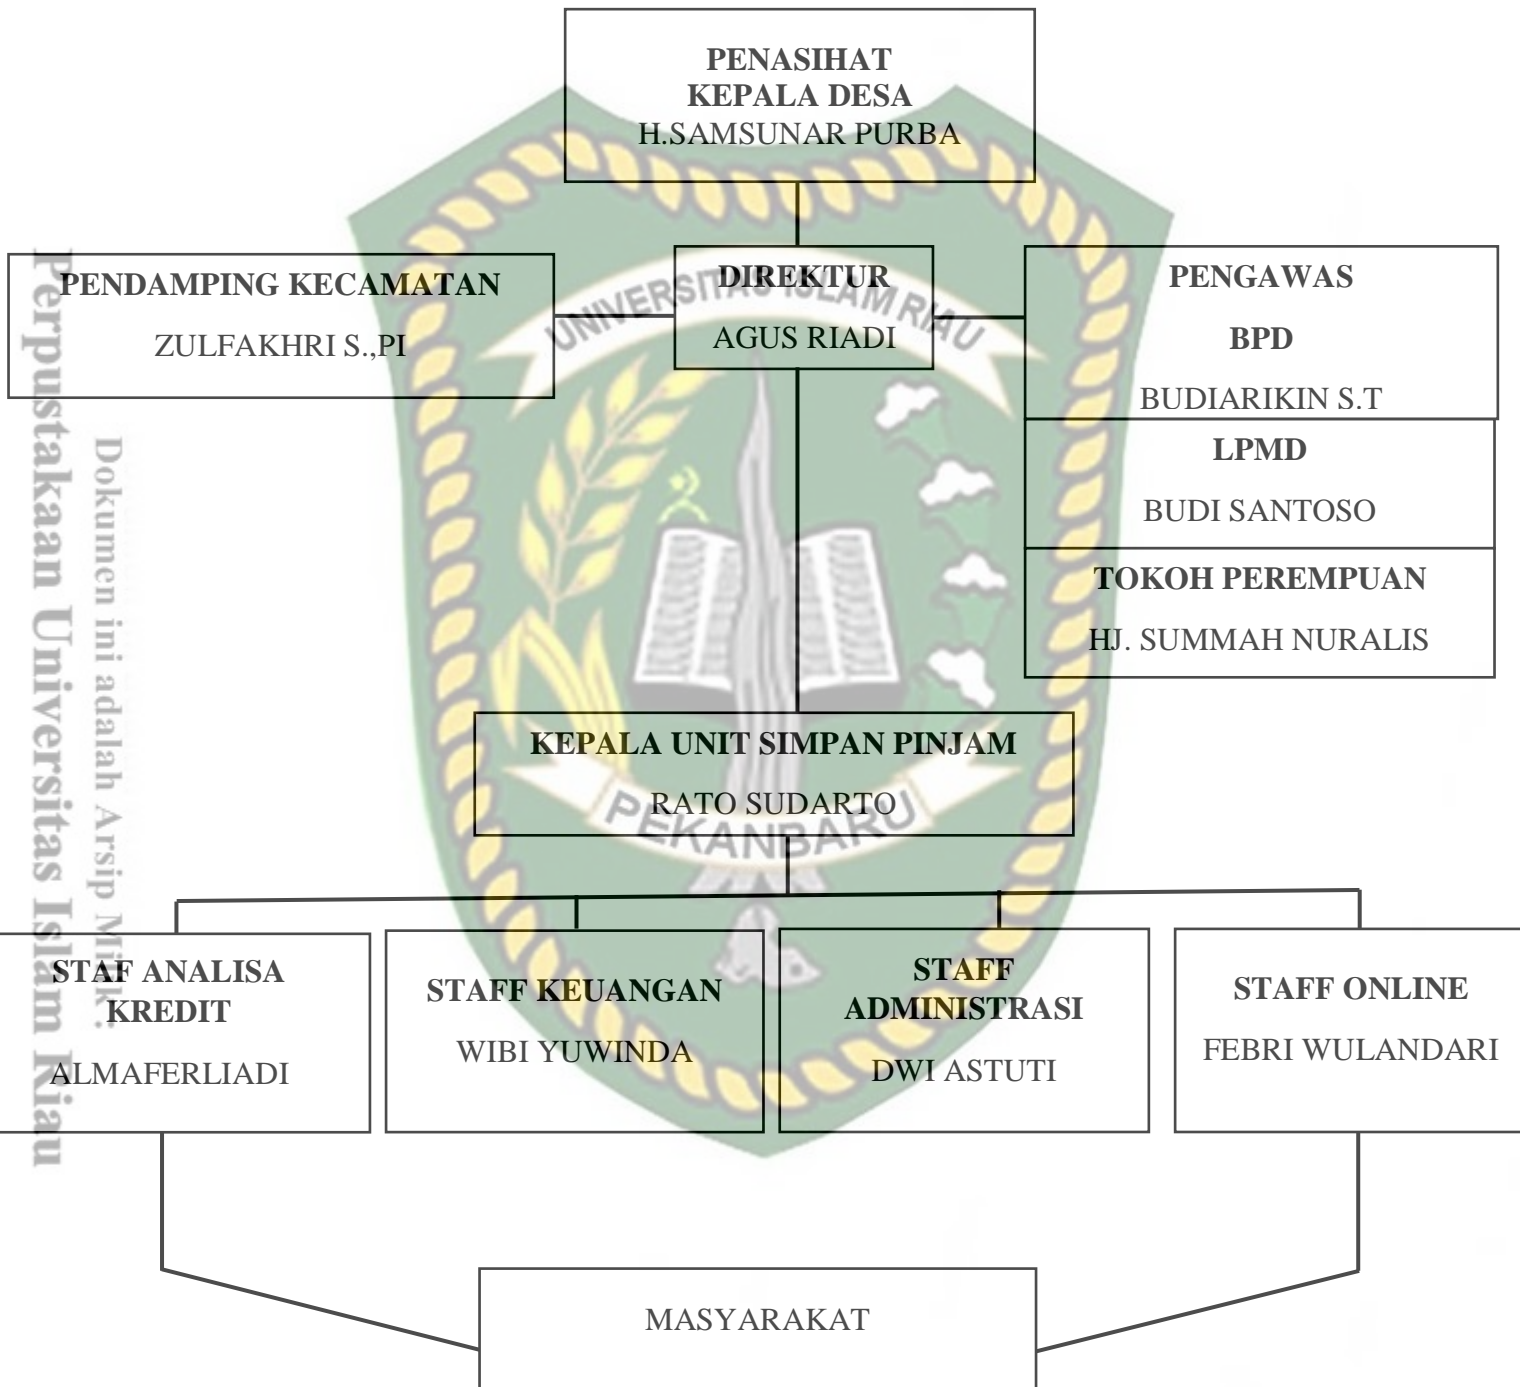 PENASIHAT
KEPALA DESA
H.SAMSUNAR PURBA
PENDAMPING KECAMATAN
ZULFAKHRI S.,PI
DIREKTUR
AGUS RIADI
PENGAWAS
BPD
BUDIARIKIN S.T
LPMD
BUDI SANTOSO
TOKOH PEREMPUAN
HJ. SUMMAH NURALIS
UNIVERSITAS ISLAM RIAU
KEPALA UNIT SIMPAN PINJAM
RATO SUDARTO
PEKANBARU
STAF ANALISA
KREDIT
ALMAFERLIADI
STAFF KEUANGAN
WIBI YUWINDA
STAFF
ADMINISTRASI
DWI ASTUTI
STAFF ONLINE
FEBRI WULANDARI
MASYARAKAT
Dokumen ini adalah Arsip Milik :
Perpustakaan Universitas Islam Riau